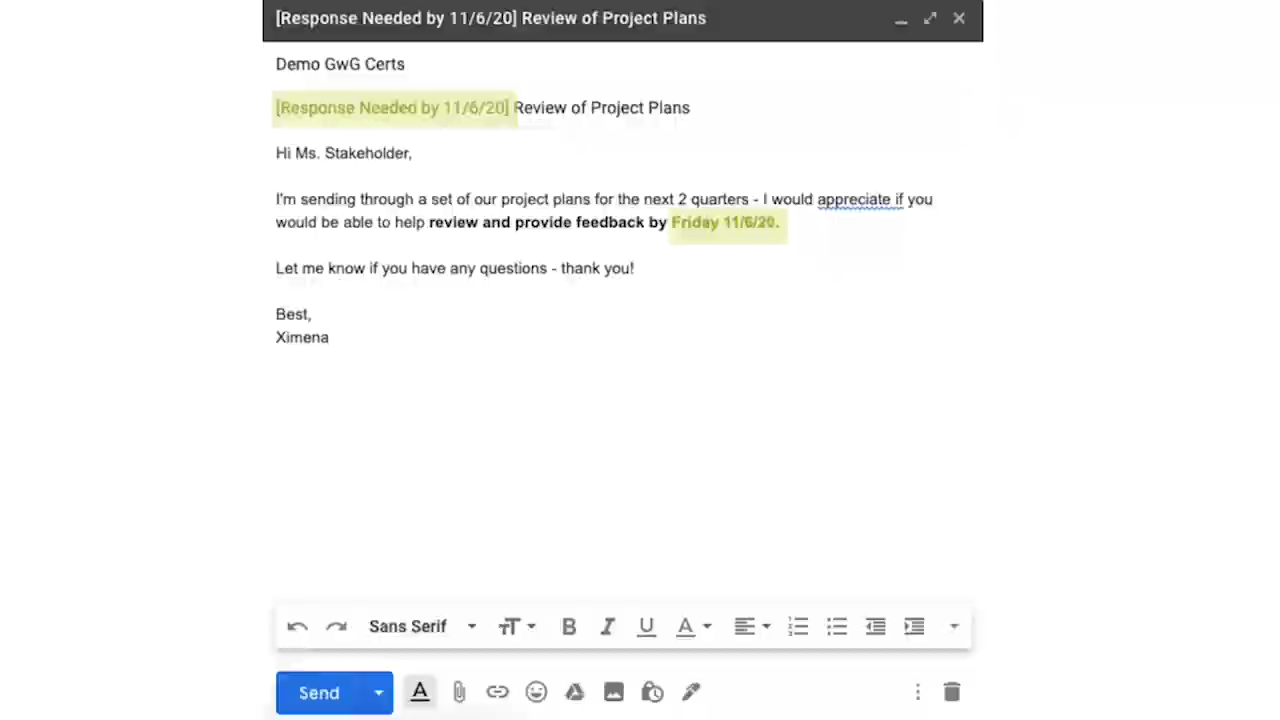 [Response Needed by 11/6/20] Review of Project Plans
Demo GwG Certs
[Response Needed by 11/6/20] Review of Project Plans
Hi Ms. Stakeholder,
I'm sending through a set of our project plans for the next 2 quarters - I would appreciate if you
would be able to help review and provide feedback by Friday 11/6/20.
Let me know if you have any questions - thank you!
Best,
Ximena
Sans Serif
Send